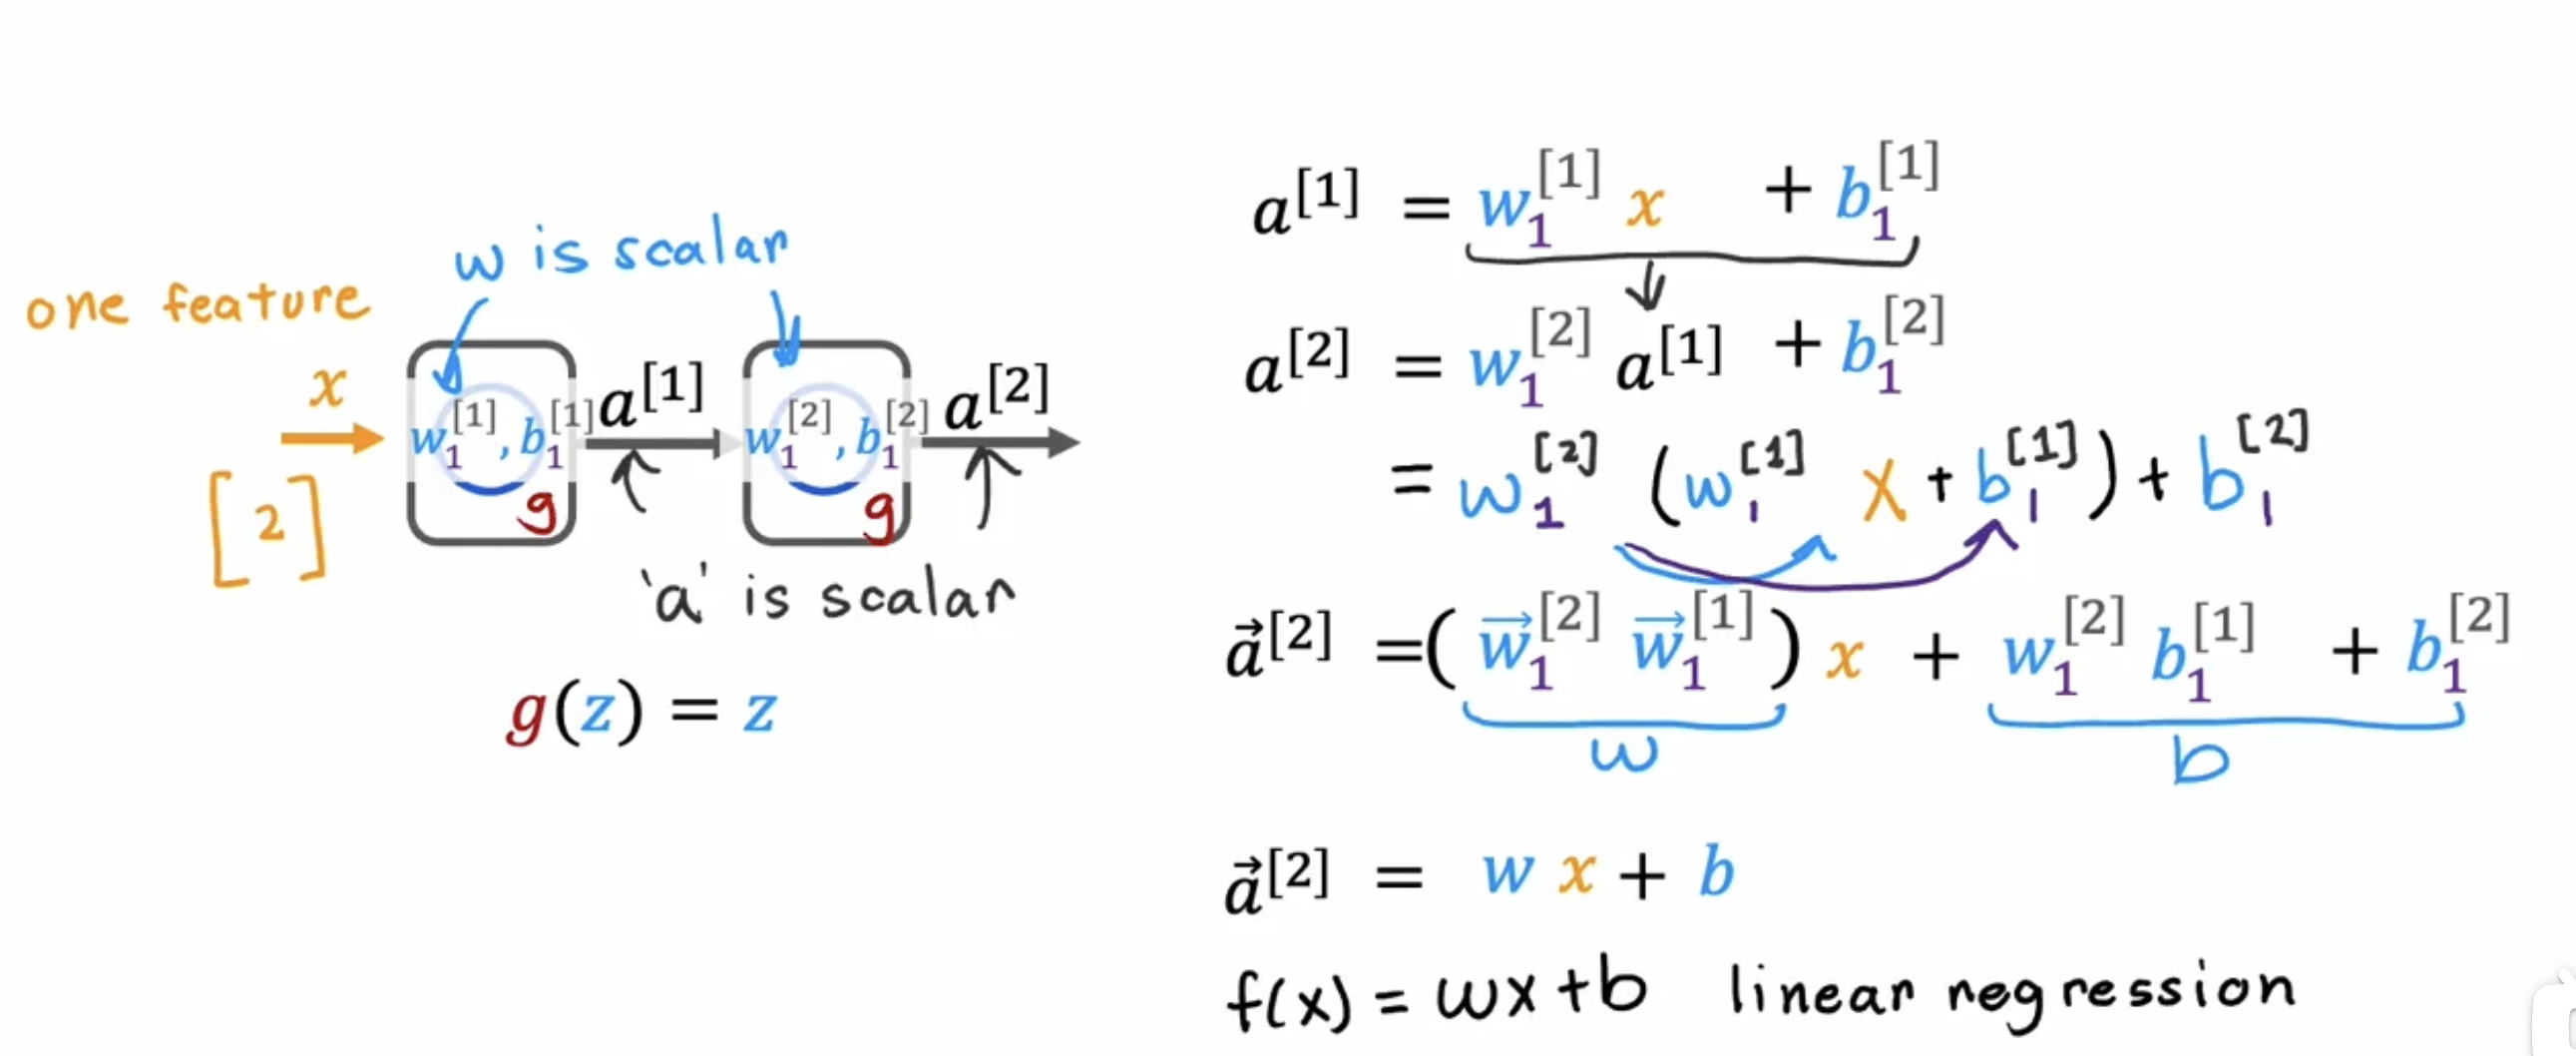 one feature
w is scalar
x
[2]
w₁^[1], b₁^[1]
g
a^[1]
w₁^[2], b₁^[2]
g
a^[2]
'a' is scalar
g(z) = z
a^[1] = w₁^[1] x + b₁^[1]
a^[2] = w₁^[2] a^[1] + b₁^[2]
= w₁^[2] (w₁^[1] x + b₁^[1]) + b₁^[2]
a⃗^[2] = (w⃗₁^[2] w⃗₁^[1]) x + w₁^[2] b₁^[1] + b₁^[2]
w
b
a⃗^[2] = w x + b
f(x) = wx+b linear regression